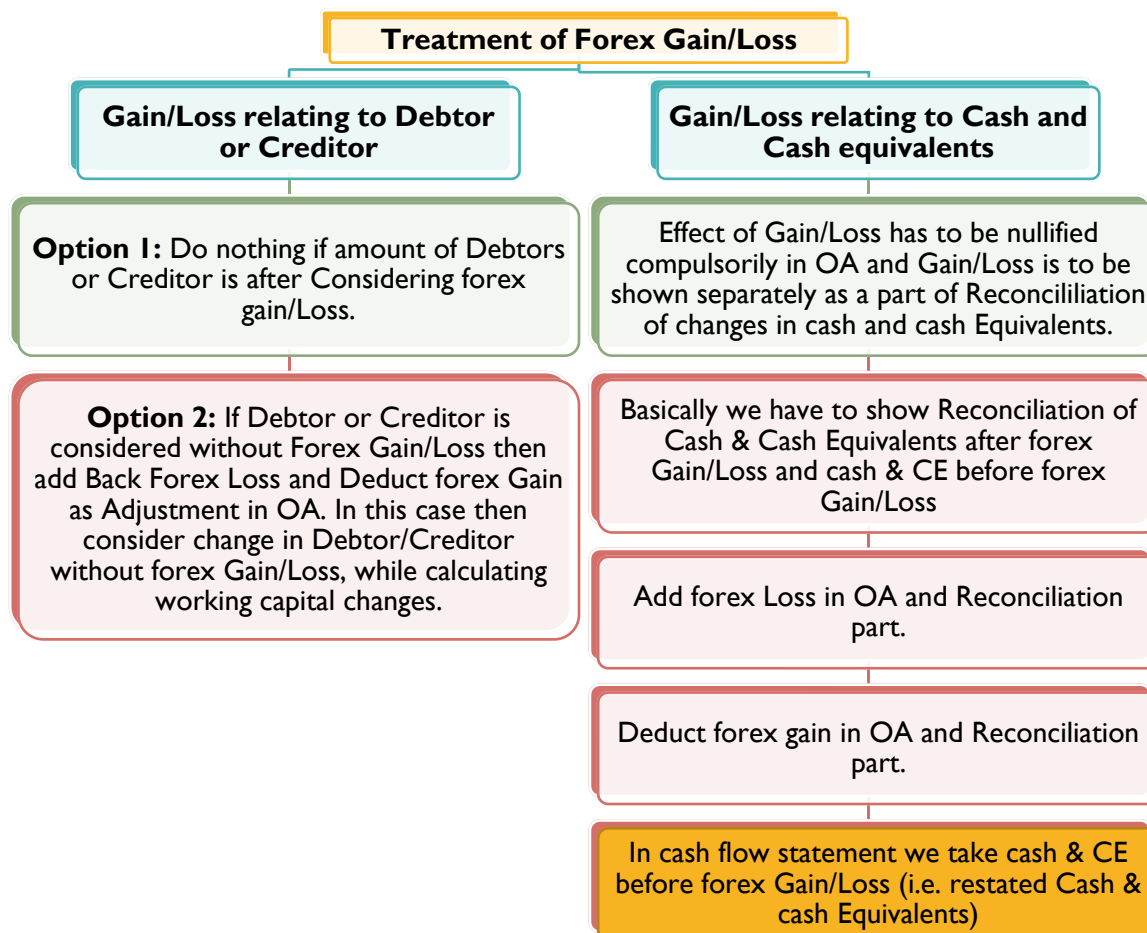 Treatment of Forex Gain/Loss
Gain/Loss relating to Debtor
or Creditor
Option 1: Do nothing if amount of Debtors
or Creditor is after Considering forex
gain/Loss.
Option 2: If Debtor or Creditor is
considered without Forex Gain/Loss then
add Back Forex Loss and Deduct forex Gain
as Adjustment in OA. In this case then
consider change in Debtor/Creditor
without forex Gain/Loss, while calculating
working capital changes.
Gain/Loss relating to Cash and
Cash equivalents
Effect of Gain/Loss has to be nullified
compulsorily in OA and Gain/Loss is to be
shown separately as a part of Reconcililiation
of changes in cash and cash Equivalents.
Basically we have to show Reconciliation of
Cash & Cash Equivalents after forex
Gain/Loss and cash & CE before forex
Gain/Loss
Add forex Loss in OA and Reconciliation
part.
Deduct forex gain in OA and Reconciliation
part.
In cash flow statement we take cash & CE
before forex Gain/Loss (i.e. restated Cash &
cash Equivalents)